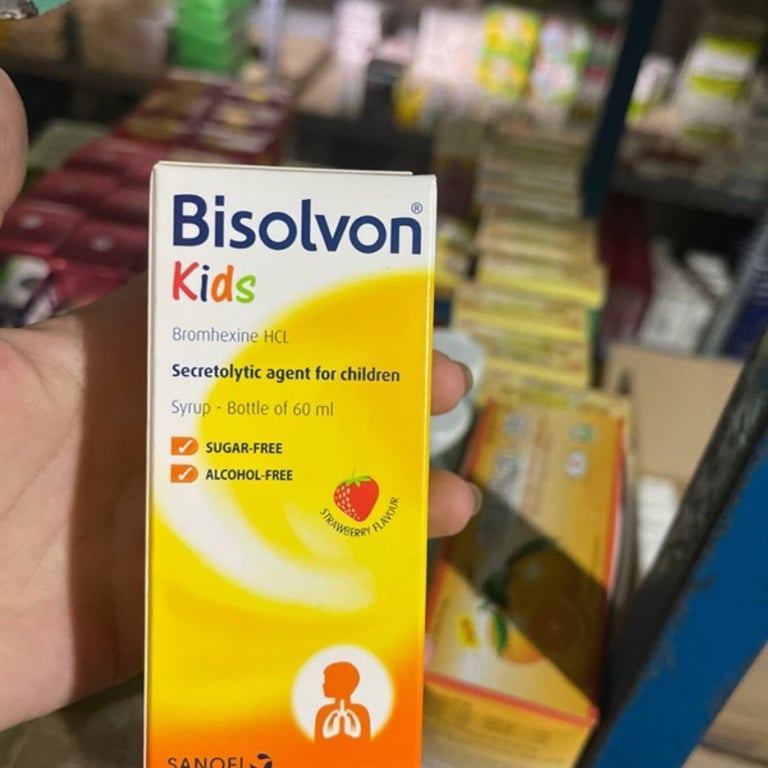 Bisolvon®
Kids
Bromhexine HCL
Secretolytic agent for children
Syrup - Bottle of 60 ml
SUGAR-FREE
ALCOHOL-FREE
STRAWBERRY FLAVOUR
SANOFI